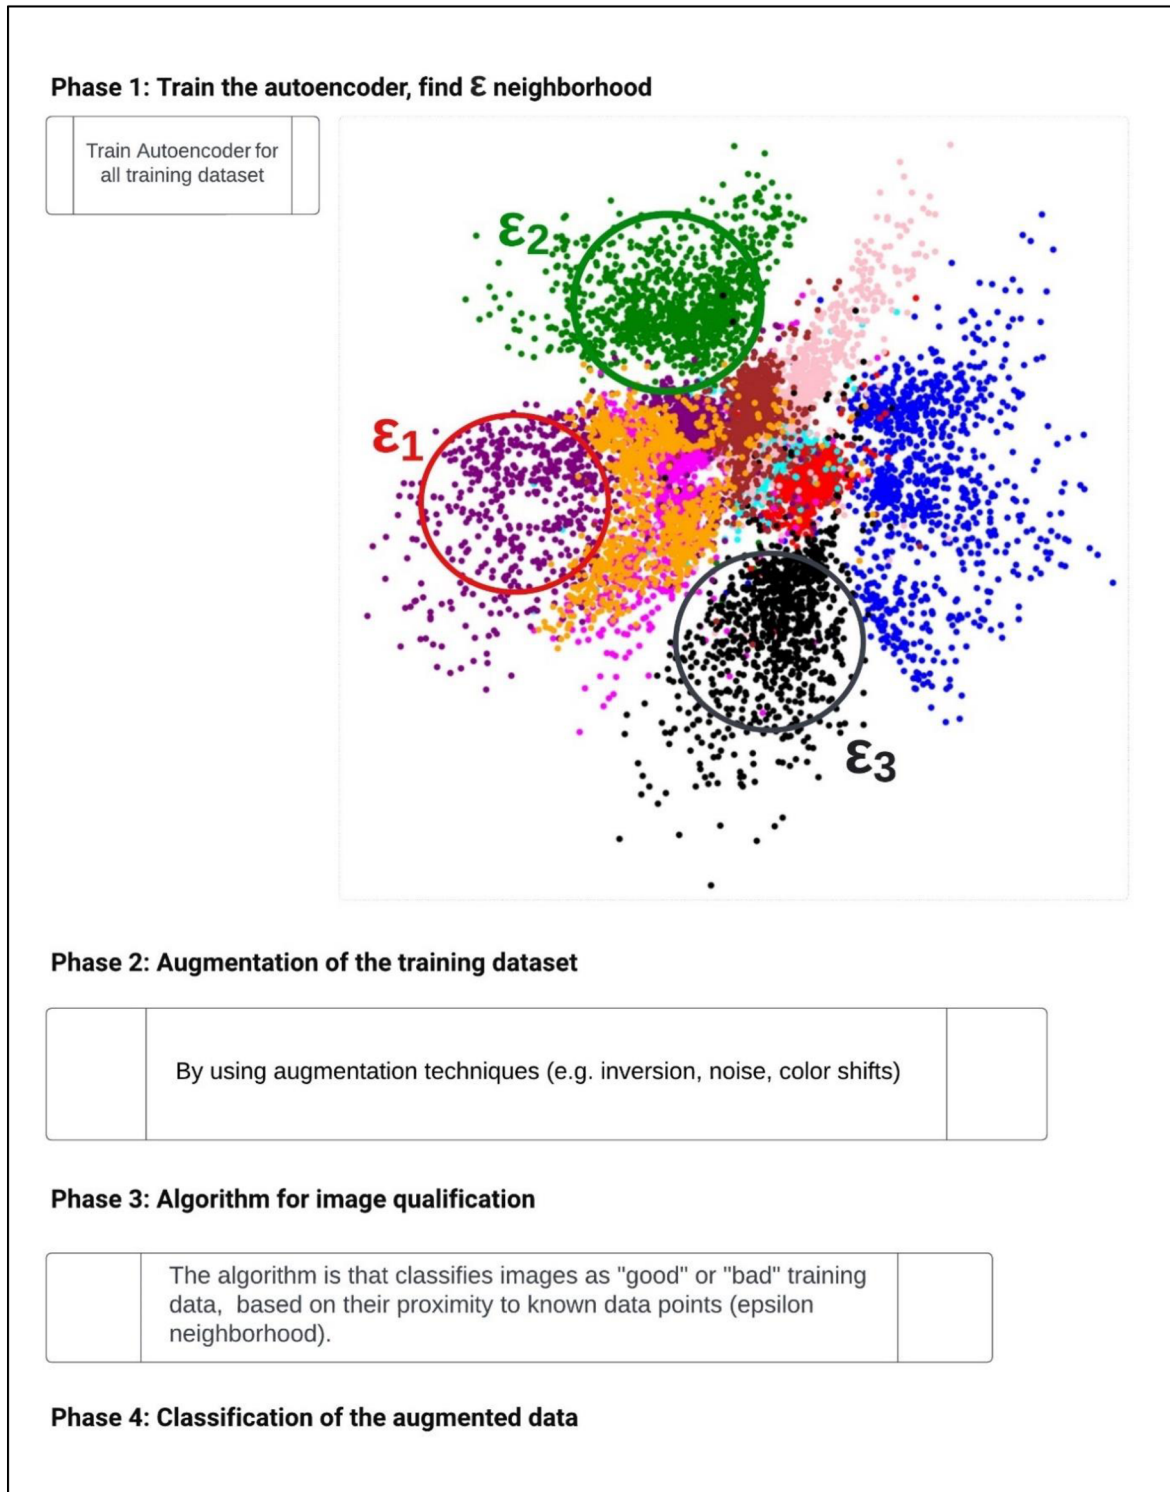 Phase 1: Train the autoencoder, find Ɛ neighborhood
Train Autoencoder for
all training dataset
ε2
ε1
ε3
Phase 2: Augmentation of the training dataset
By using augmentation techniques (e.g. inversion, noise, color shifts)
Phase 3: Algorithm for image qualification
The algorithm is that classifies images as "good" or "bad" training
data,  based on their proximity to known data points (epsilon
neighborhood).
Phase 4: Classification of the augmented data